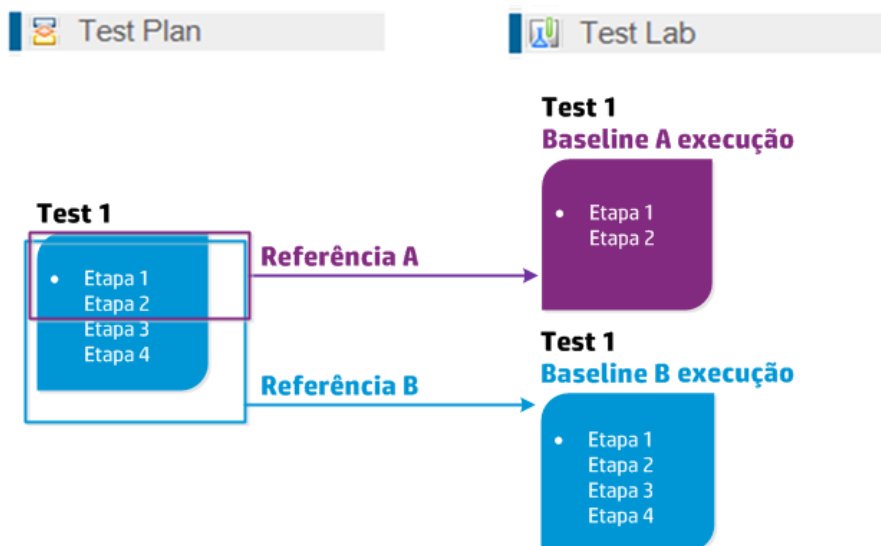 Test Plan
Test Lab
Test 1
Etapa 1
Etapa 2
Etapa 3
Etapa 4
Referência A
Referência B
Test 1
Baseline A execução
Etapa 1
Etapa 2
Test 1
Baseline B execução
Etapa 1
Etapa 2
Etapa 3
Etapa 4